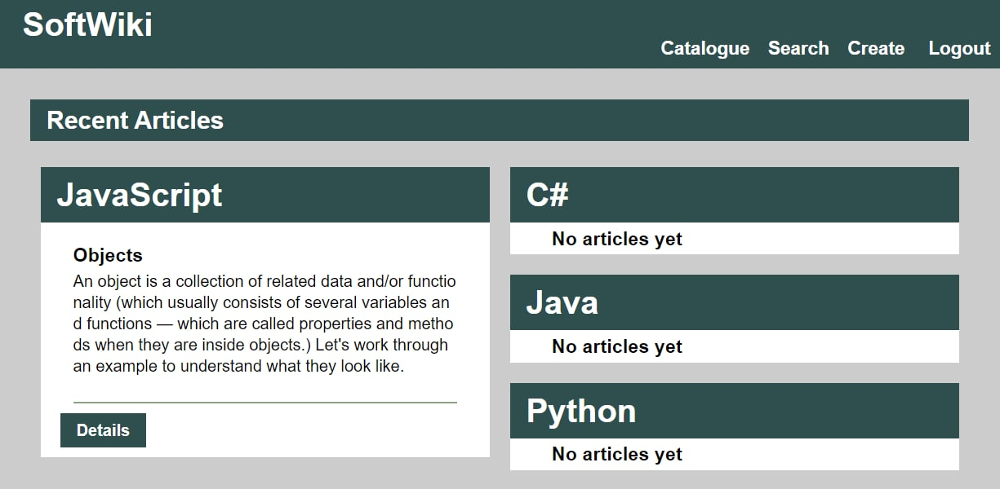 SoftWiki
Catalogue Search Create Logout
Recent Articles
JavaScript
Objects
An object is a collection of related data and/or functio
nality (which usually consists of several variables an
d functions — which are called properties and metho
ds when they are inside objects.) Let's work through
an example to understand what they look like.
Details
C#
No articles yet
Java
No articles yet
Python
No articles yet